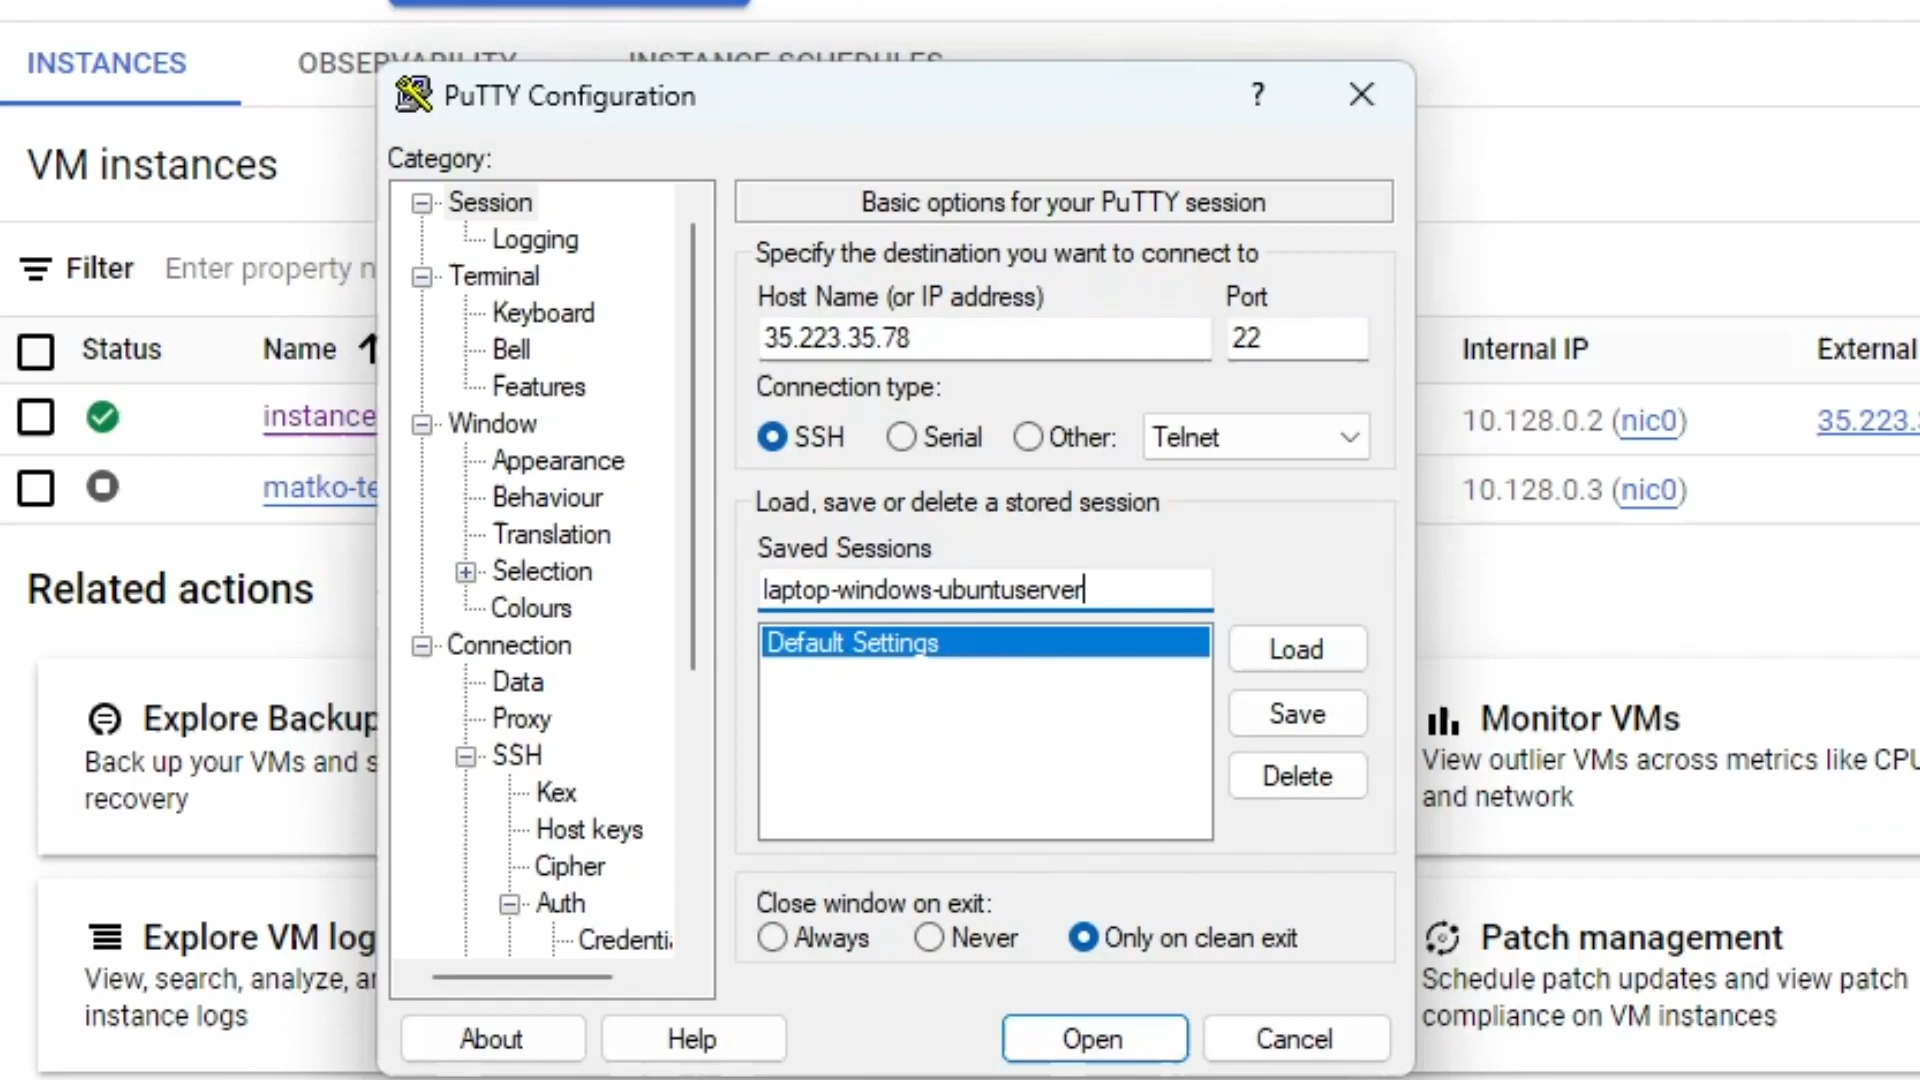 INSTANCES
OBSERVABILITY
INSTANCE SCHEDULES
VM instances
Filter Enter property n
Status Name Internal IP External
instance 10.128.0.2 (nic0) 35.223.
matko-te 10.128.0.3 (nic0)
Related actions
Explore Backup
Back up your VMs and s
recovery
Explore VM log
View, search, analyze, a
instance logs
PuTTY Configuration ?
Category:
Session
Logging
Terminal
Keyboard
Bell
Features
Window
Appearance
Behaviour
Translation
Selection
Colours
Connection
Data
Proxy
SSH
Kex
Host keys
Cipher
Auth
Credenti
Basic options for your PuTTY session
Specify the destination you want to connect to
Host Name (or IP address) Port
35.223.35.78 22
Connection type:
SSH Serial Other: Telnet
Load, save or delete a stored session
Saved Sessions
laptop-windows-ubuntuserver
Default Settings
Load
Save
Delete
Close window on exit:
Always Never Only on clean exit
About Help Open Cancel
Monitor VMs
View outlier VMs across metrics like CPU
and network
Patch management
Schedule patch updates and view patch
compliance on VM instances